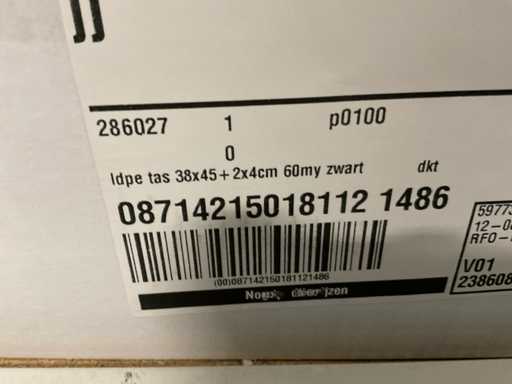 286027 1 p0100
0
ldpe tas 38x45+2x4cm 60my zwart dkt
08714215018112 1486
(00)087142150181121486
V01